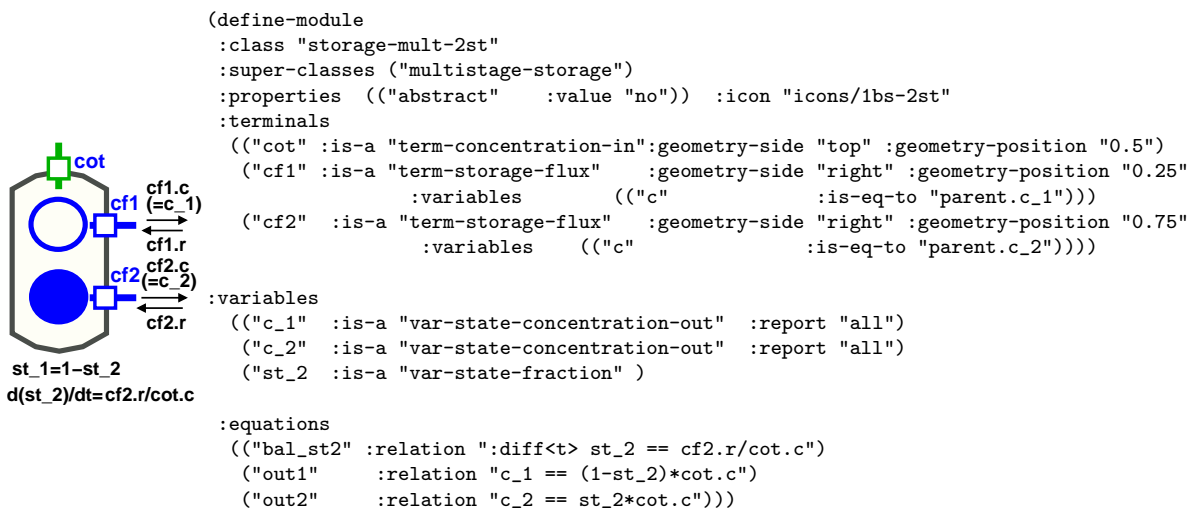 cot
cf1.c
cf1 (=c_1)
cf1.r
cf2.c
cf2 (=c_2)
cf2.r
st_1=1−st_2
d(st_2)/dt=cf2.r/cot.c
(define-module
:class "storage-mult-2st"
:super-classes ("multistage-storage")
:properties (("abstract" :value "no")) :icon "icons/1bs-2st"
:terminals
(("cot" :is-a "term-concentration-in":geometry-side "top" :geometry-position "0.5")
("cf1" :is-a "term-storage-flux" :geometry-side "right" :geometry-position "0.25"
:variables (("c" :is-eq-to "parent.c_1")))
("cf2" :is-a "term-storage-flux" :geometry-side "right" :geometry-position "0.75"
:variables (("c" :is-eq-to "parent.c_2"))))
:variables
(("c_1" :is-a "var-state-concentration-out" :report "all")
("c_2" :is-a "var-state-concentration-out" :report "all")
("st_2 :is-a "var-state-fraction" )
:equations
(("bal_st2" :relation ":diff<t> st_2 == cf2.r/cot.c")
("out1" :relation "c_1 == (1-st_2)*cot.c")
("out2" :relation "c_2 == st_2*cot.c")))